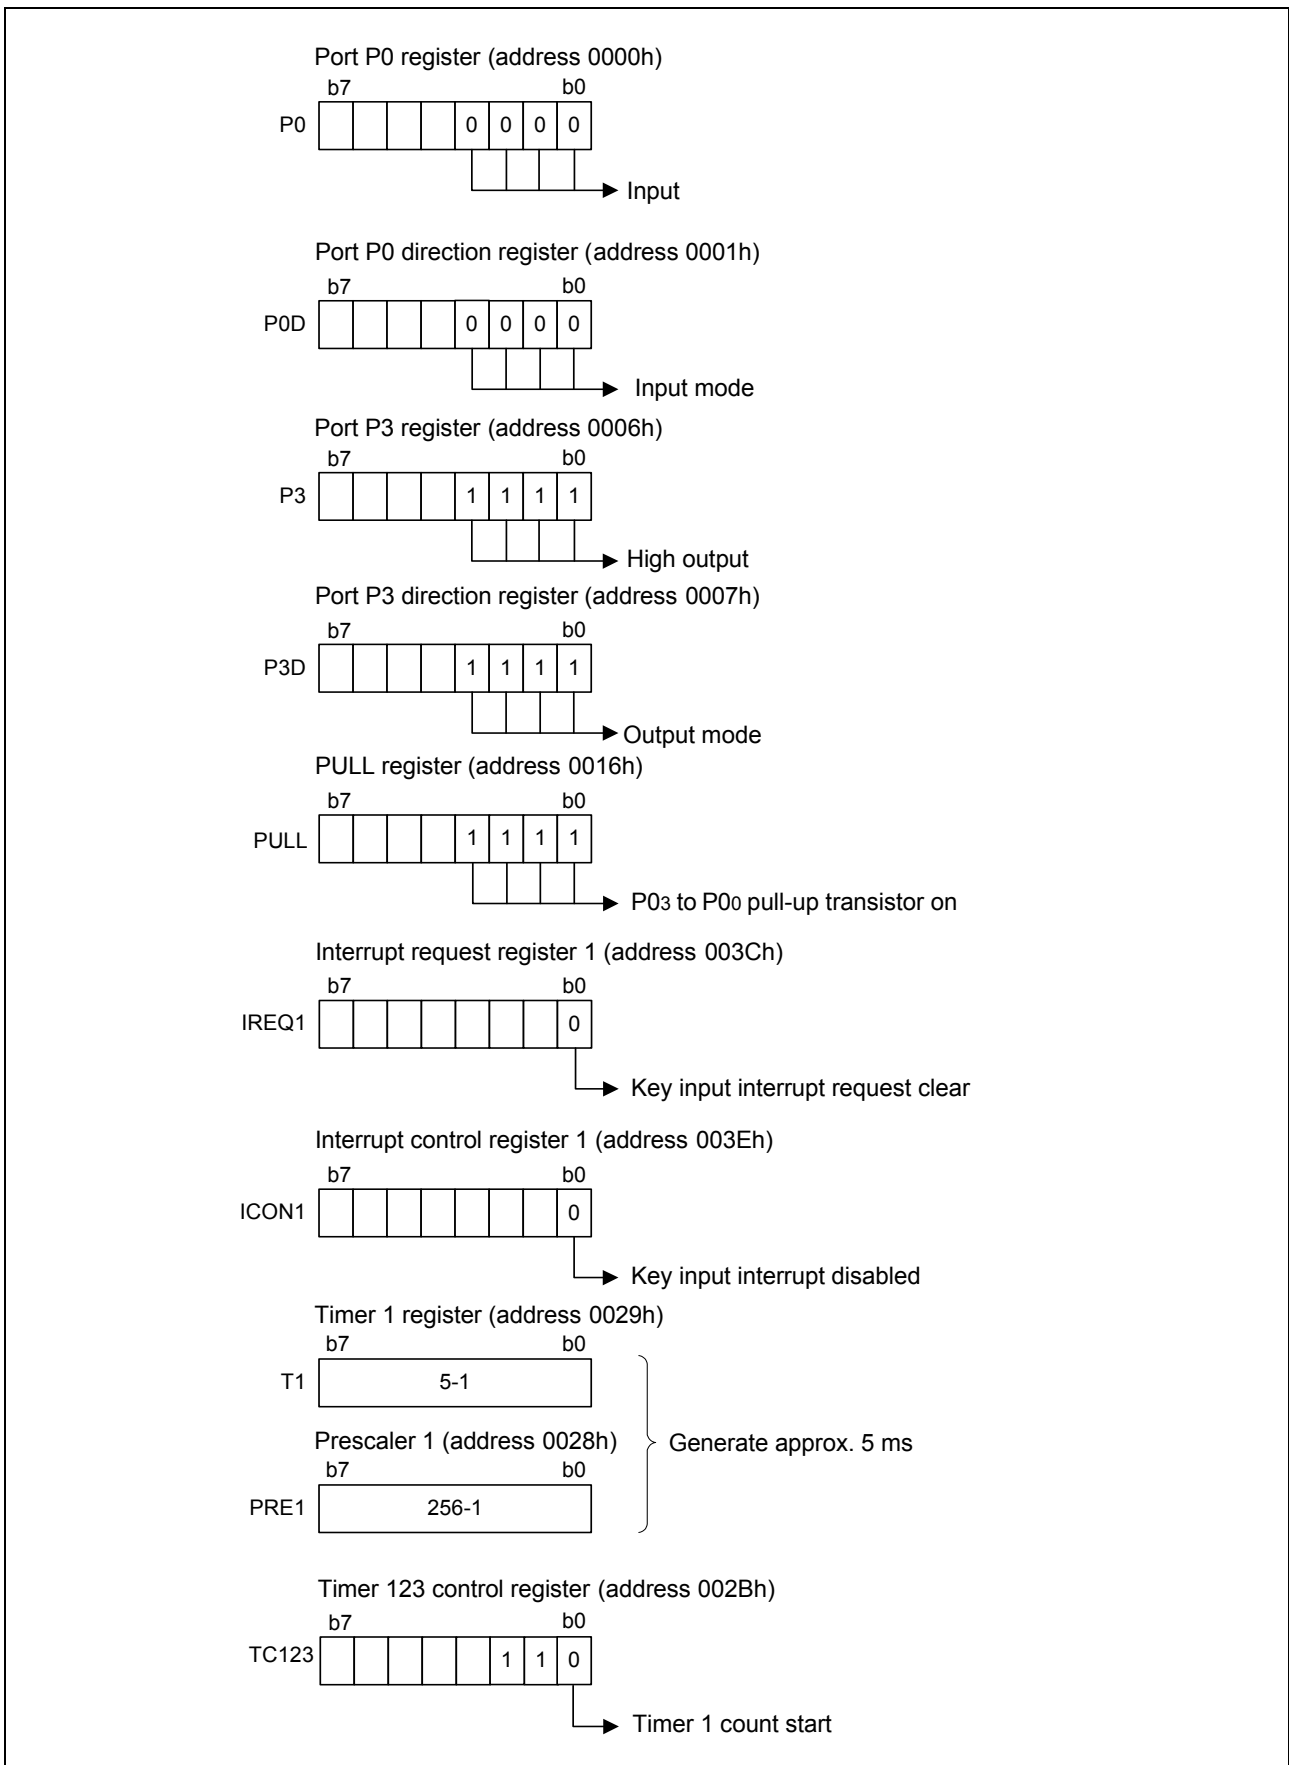 Port P0 register (address 0000h)
b7 b0
P0 0 0 0 0
Input
Port P0 direction register (address 0001h)
b7 b0
P0D 0 0 0 0
Input mode
Port P3 register (address 0006h)
b7 b0
P3 1 1 1 1
High output
Port P3 direction register (address 0007h)
b7 b0
P3D 1 1 1 1
Output mode
PULL register (address 0016h)
b7 b0
PULL 1 1 1 1
P03 to P00 pull-up transistor on
Interrupt request register 1 (address 003Ch)
b7 b0
IREQ1 0
Key input interrupt request clear
Interrupt control register 1 (address 003Eh)
b7 b0
ICON1 0
Key input interrupt disabled
Timer 1 register (address 0029h)
b7 b0
T1 5-1
Prescaler 1 (address 0028h)
Generate approx. 5 ms
b7 b0
PRE1 256-1
Timer 123 control register (address 002Bh)
b7 b0
TC123 1 1 0
Timer 1 count start